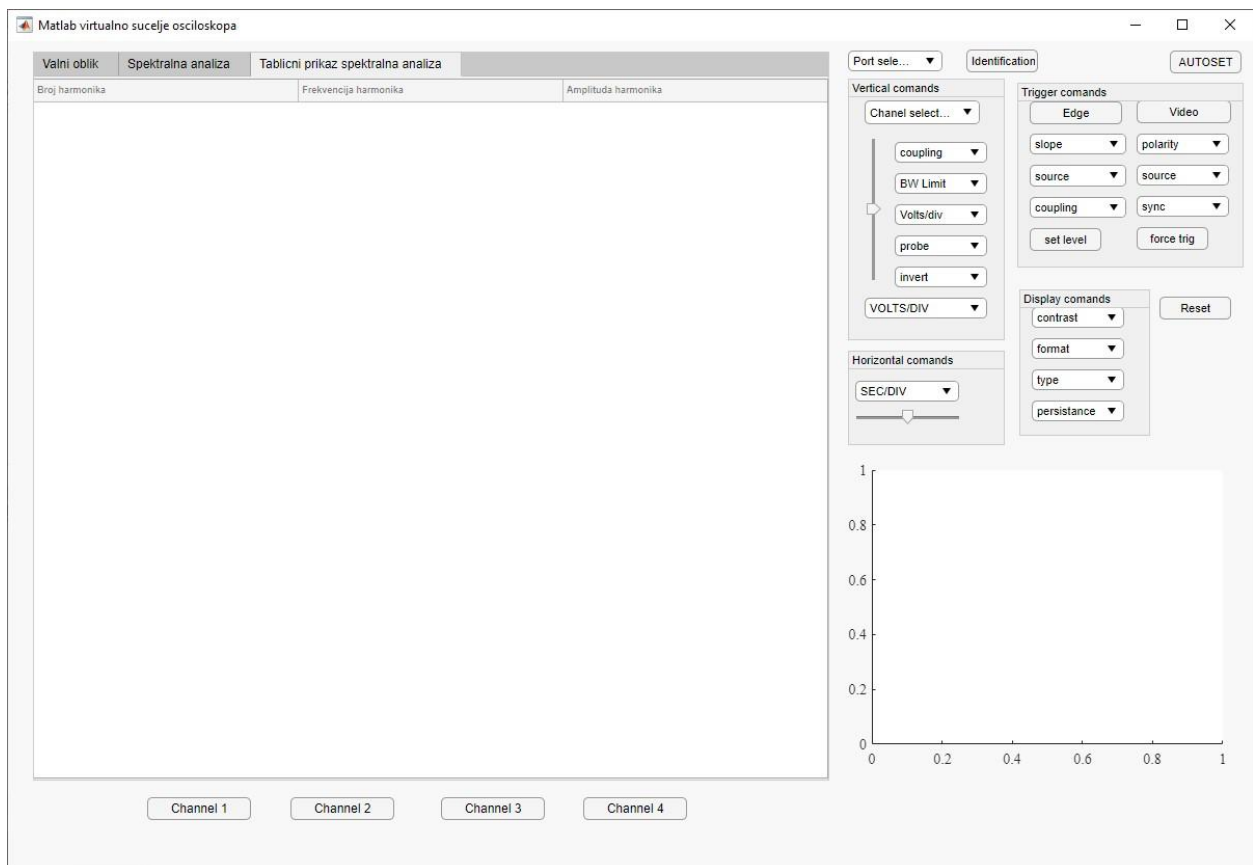 Matlab virtualno sucelje osciloskopa
Valni oblik
Spektralna analiza
Tablicni prikaz spektralna analiza
Broj harmonika
Frekvencija harmonika
Amplituda harmonika
Port sele...
Identification
AUTOSET
Vertical comands
Chanel select...
coupling
BW Limit
Volts/div
probe
invert
VOLTS/DIV
Horizontal comands
SEC/DIV
Trigger comands
Edge
Video
slope
polarity
source
source
coupling
sync
set level
force trig
Display comands
contrast
format
type
persistance
Reset
1
0.8
0.6
0.4
0.2
0
0
0.2
0.4
0.6
0.8
1
Channel 1
Channel 2
Channel 3
Channel 4